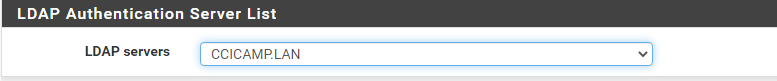 LDAP Authentication Server List
LDAP servers
CCICAMP.LAN